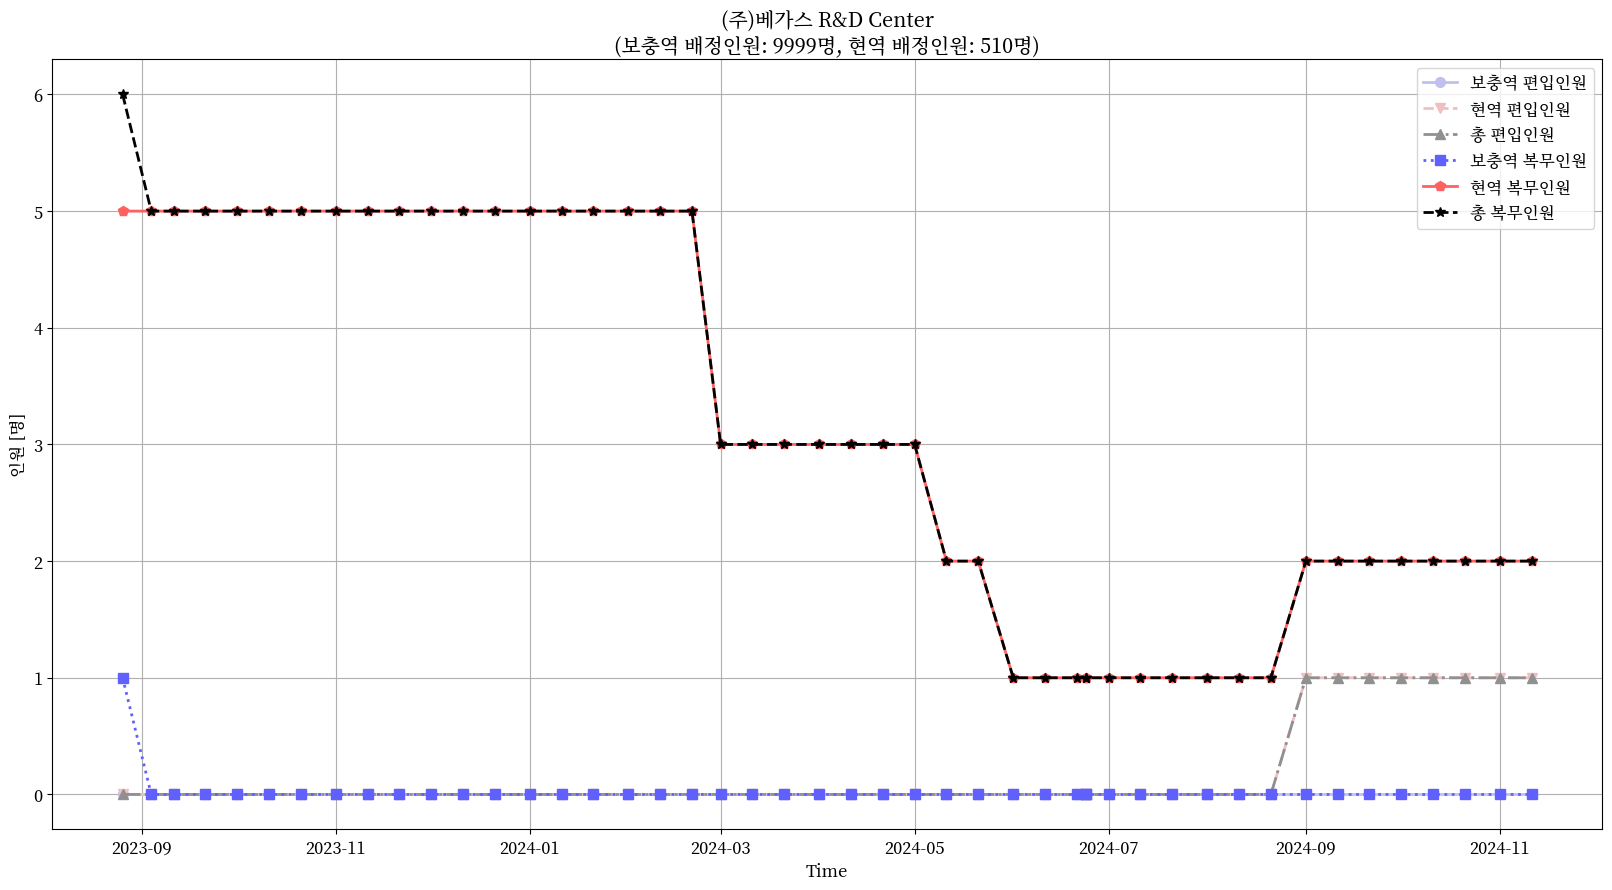 (주)베가스 R&D Center
(보충역 배정인원: 9999명, 현역 배정인원: 510명)
보충역 편입인원
현역 편입인원
총 편입인원
보충역 복무인원
현역 복무인원
총 복무인원
인원 [명]
6
5
4
3
2
1
0
2023-09
2023-11
2024-01
2024-03
2024-05
2024-07
2024-09
2024-11
Time